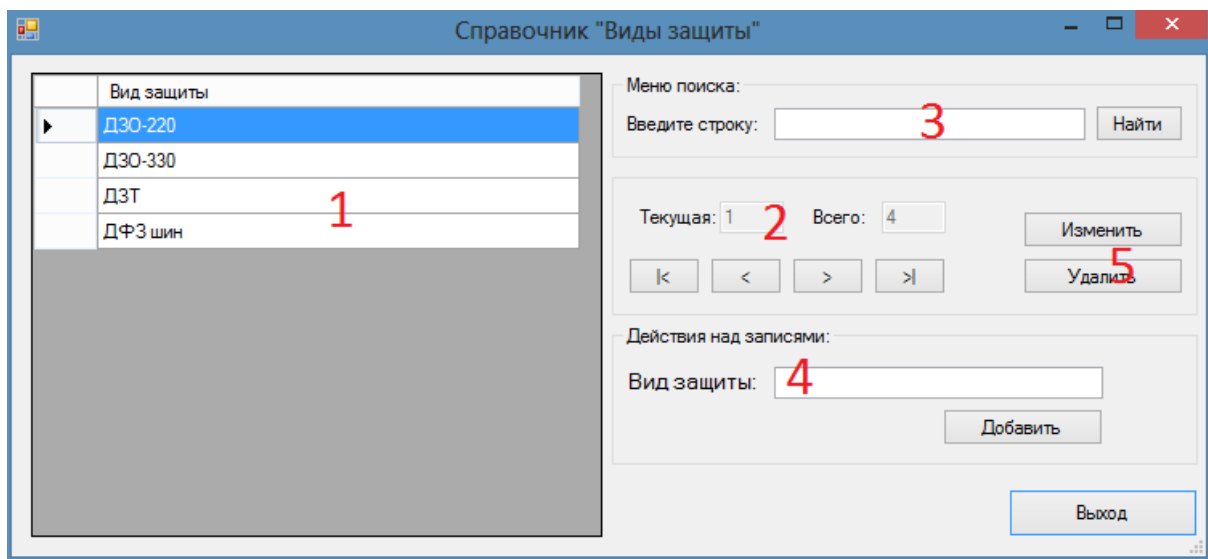 Справочник "Виды защиты"
Вид защиты
ДЗО-220
ДЗО-330
ДЗТ
ДФЗ шин
1
Меню поиска:
Введите строку: 3 Найти
Текущая: 1 2 Всего: 4
Изменить
5
|< < > >| Удалить
Действия над записями:
Вид защиты: 4
Добавить
Выход